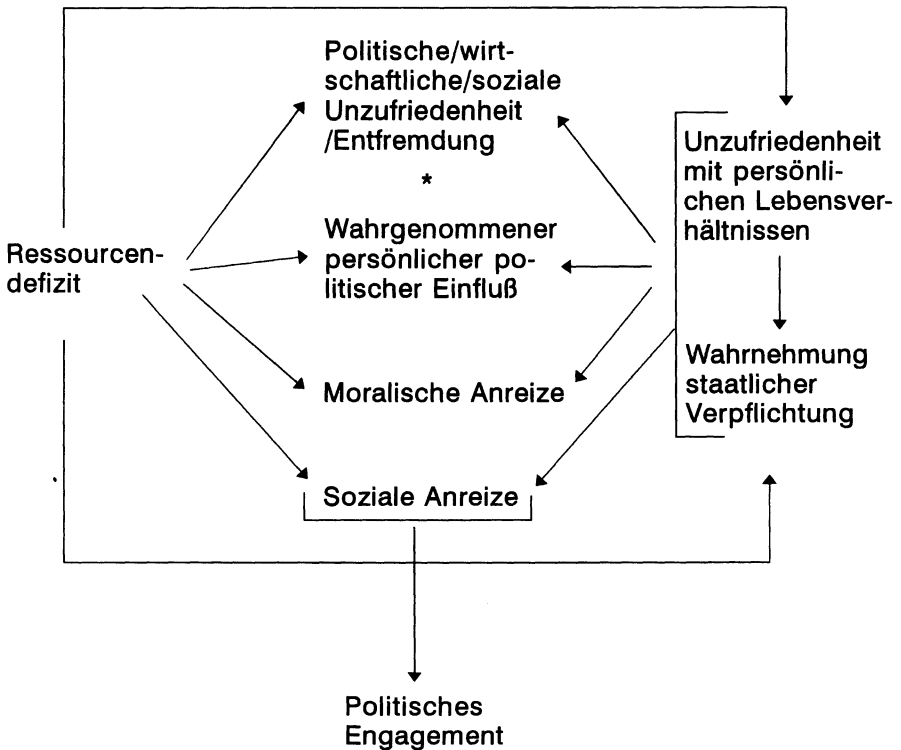 Politische/wirt-
schaftliche/soziale
Unzufriedenheit
/Entfremdung
*
Wahrgenommener
persönlicher po-
litischer Einfluß
Moralische Anreize
Soziale Anreize
Ressourcen-
defizit
Unzufriedenheit
mit persönli-
chen Lebensver-
hältnissen
Wahrnehmung
staatlicher
Verpflichtung
Politisches
Engagement